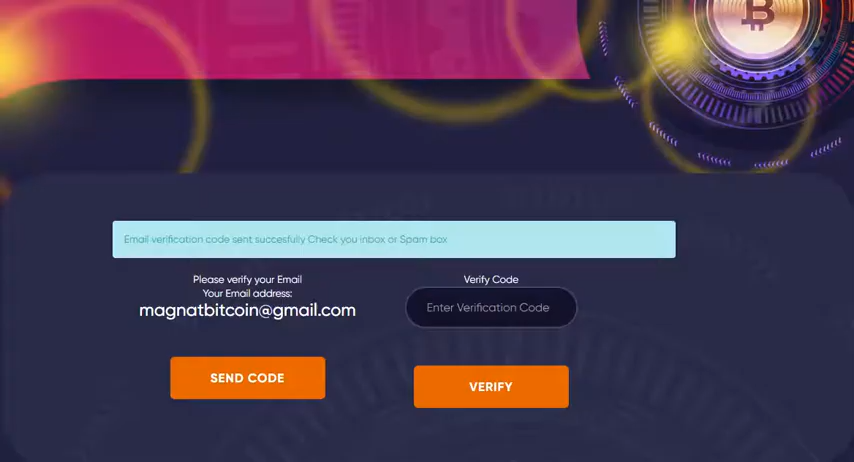 Email verification code sent succesfully Check you inbox or Spam box
Please verify your Email
Your Email address:
magnatbitcoin@gmail.com
SEND CODE
Verify Code
Enter Verification Code
VERIFY